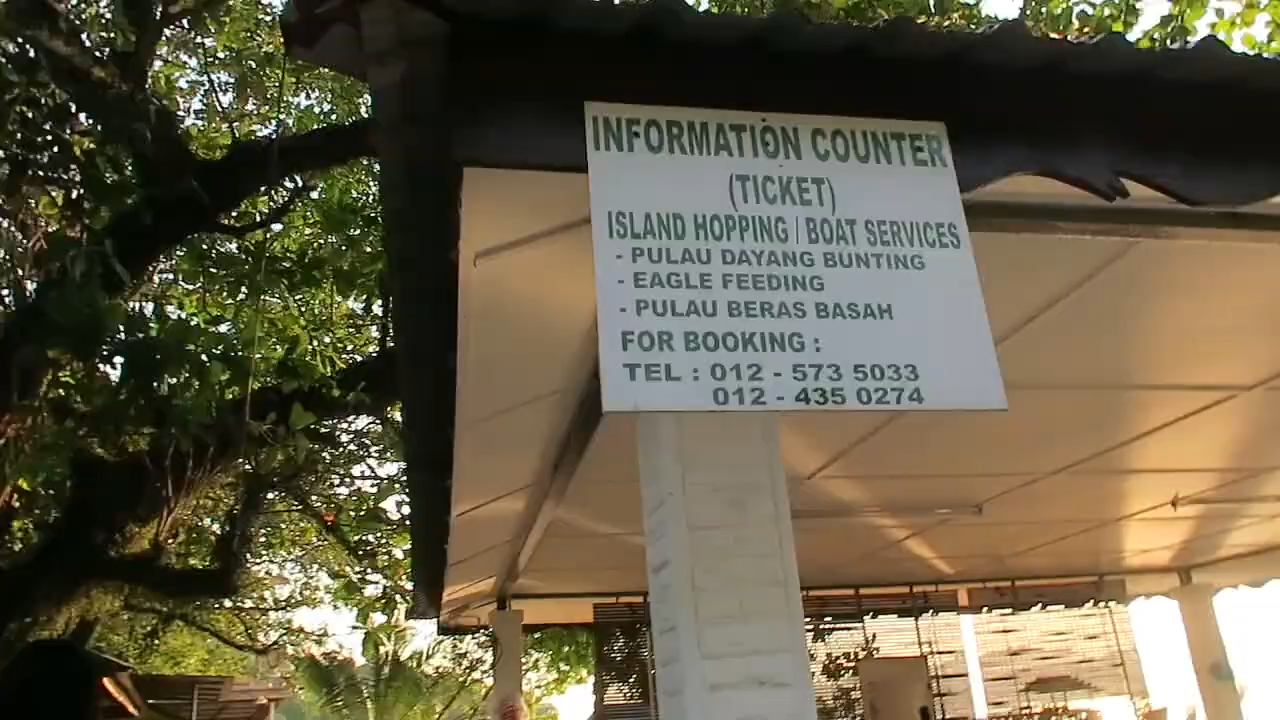 INFORMATION COUNTER
(TICKET)
ISLAND HOPPING / BOAT SERVICES
- PULAU DAYANG BUNTING
- EAGLE FEEDING
- PULAU BERAS BASAH
FOR BOOKING :
TEL : 012 - 573 5033
012 - 435 0274